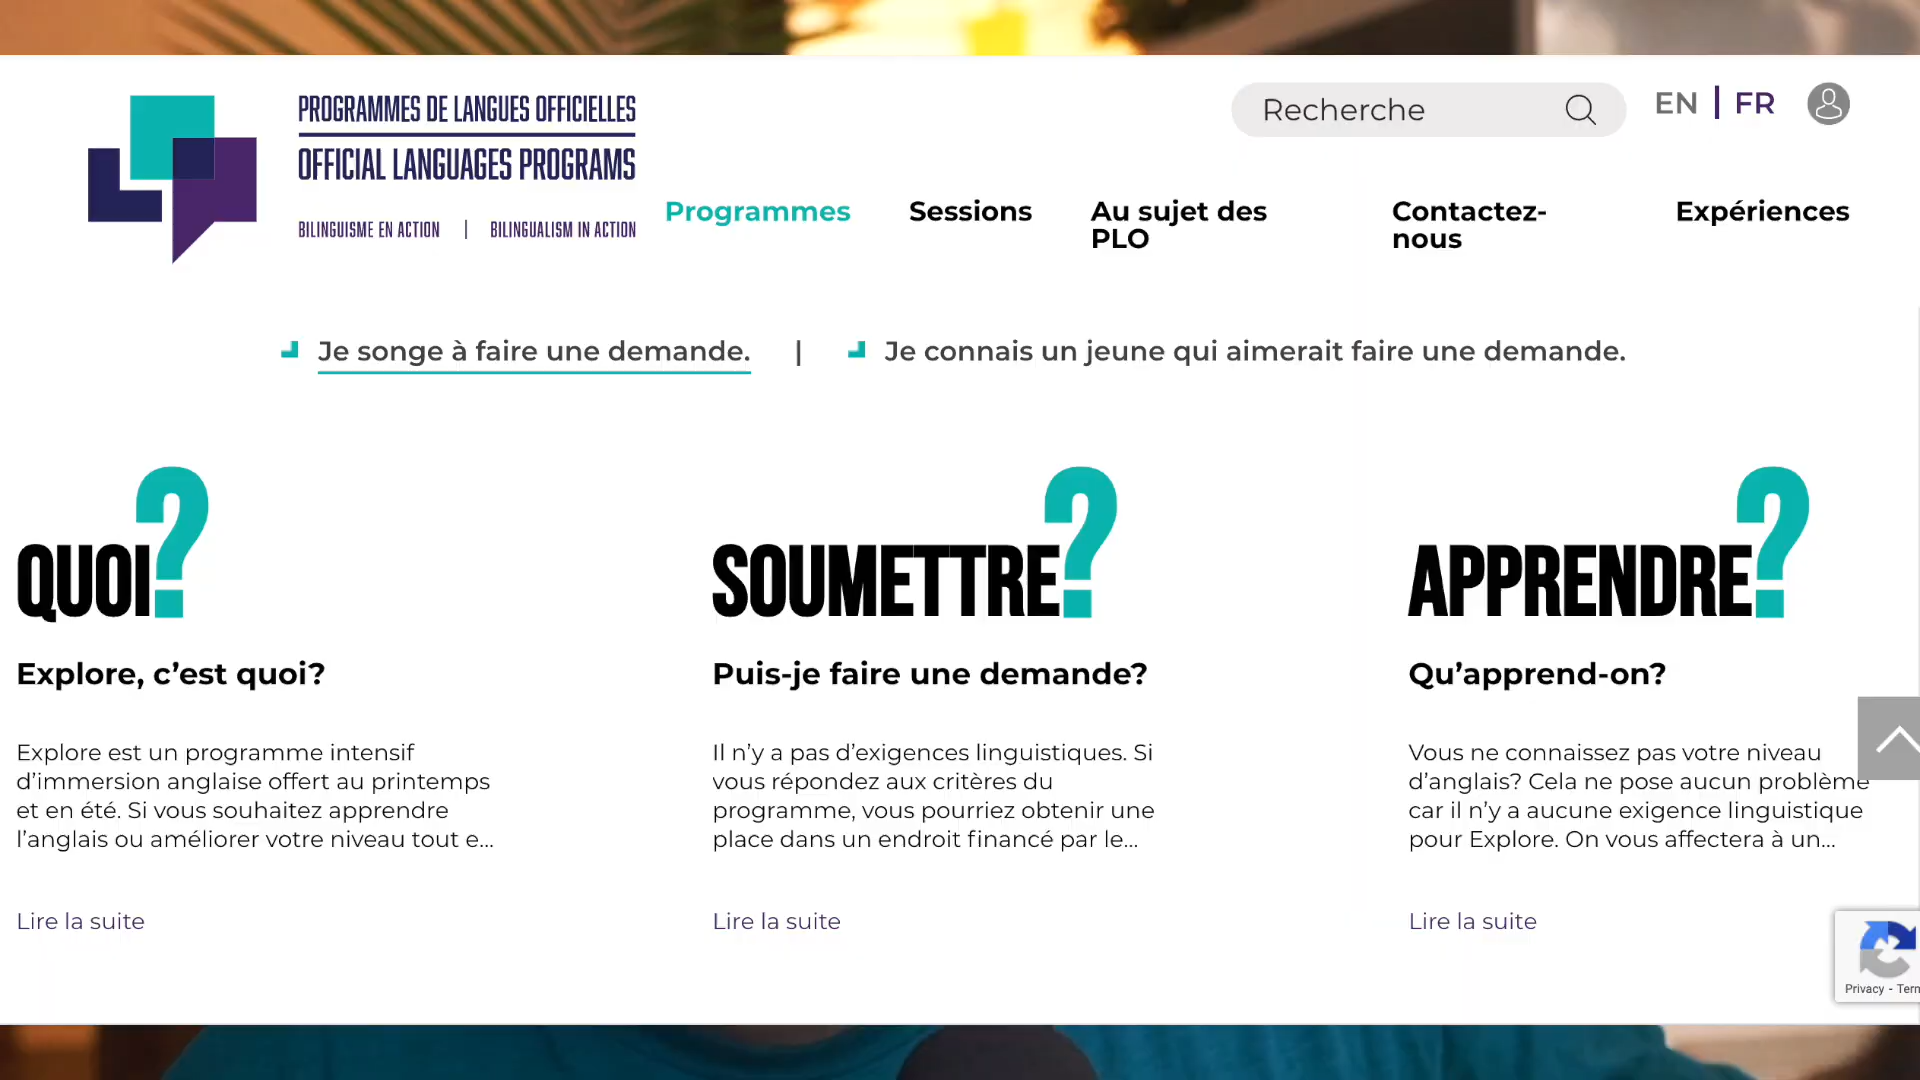 PROGRAMMES DE LANGUES OFFICIELLES
OFFICIAL LANGUAGES PROGRAMS
BILINGUISME EN ACTION | BILINGUALISM IN ACTION
Recherche
EN | FR
Programmes
Sessions
Au sujet des
PLO
Contactez-
nous
Expériences
Je songe à faire une demande. | Je connais un jeune qui aimerait faire une demande.
QUOI?
Explore, c’est quoi?
Explore est un programme intensif
d’immersion anglaise offert au printemps
et en été. Si vous souhaitez apprendre
l’anglais ou améliorer votre niveau tout e...
Lire la suite
SOUMETTRE?
Puis-je faire une demande?
Il n’y a pas d’exigences linguistiques. Si
vous répondez aux critères du
programme, vous pourriez obtenir une
place dans un endroit financé par le...
Lire la suite
APPRENDRE?
Qu’apprend-on?
Vous ne connaissez pas votre niveau
d’anglais? Cela ne pose aucun problème
car il n’y a aucune exigence linguistique
pour Explore. On vous affectera à un...
Lire la suite
Privacy -